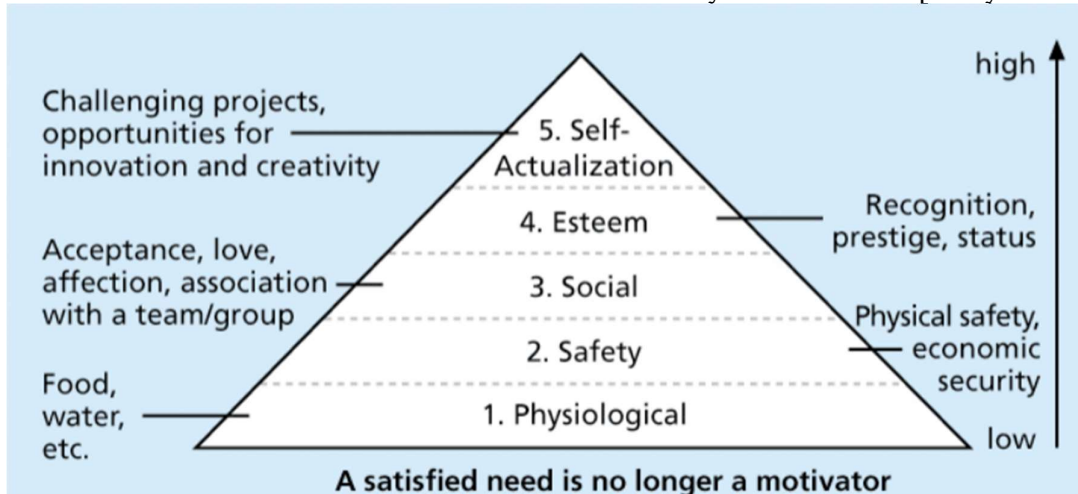 high
Challenging projects,
opportunities for
innovation and creativity
5. Self-
Actualization
Recognition,
prestige, status
4. Esteem
Acceptance, love,
affection, association
with a team/group
3. Social
Physical safety,
economic
security
2. Safety
Food,
water,
etc.
1. Physiological
low
A satisfied need is no longer a motivator